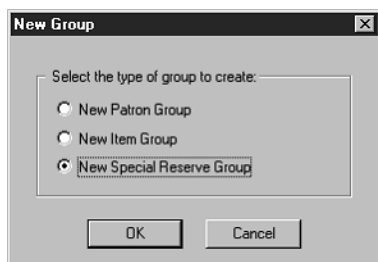 New Group
Select the type of group to create:
New Patron Group
New Item Group
New Special Reserve Group
OK Cancel